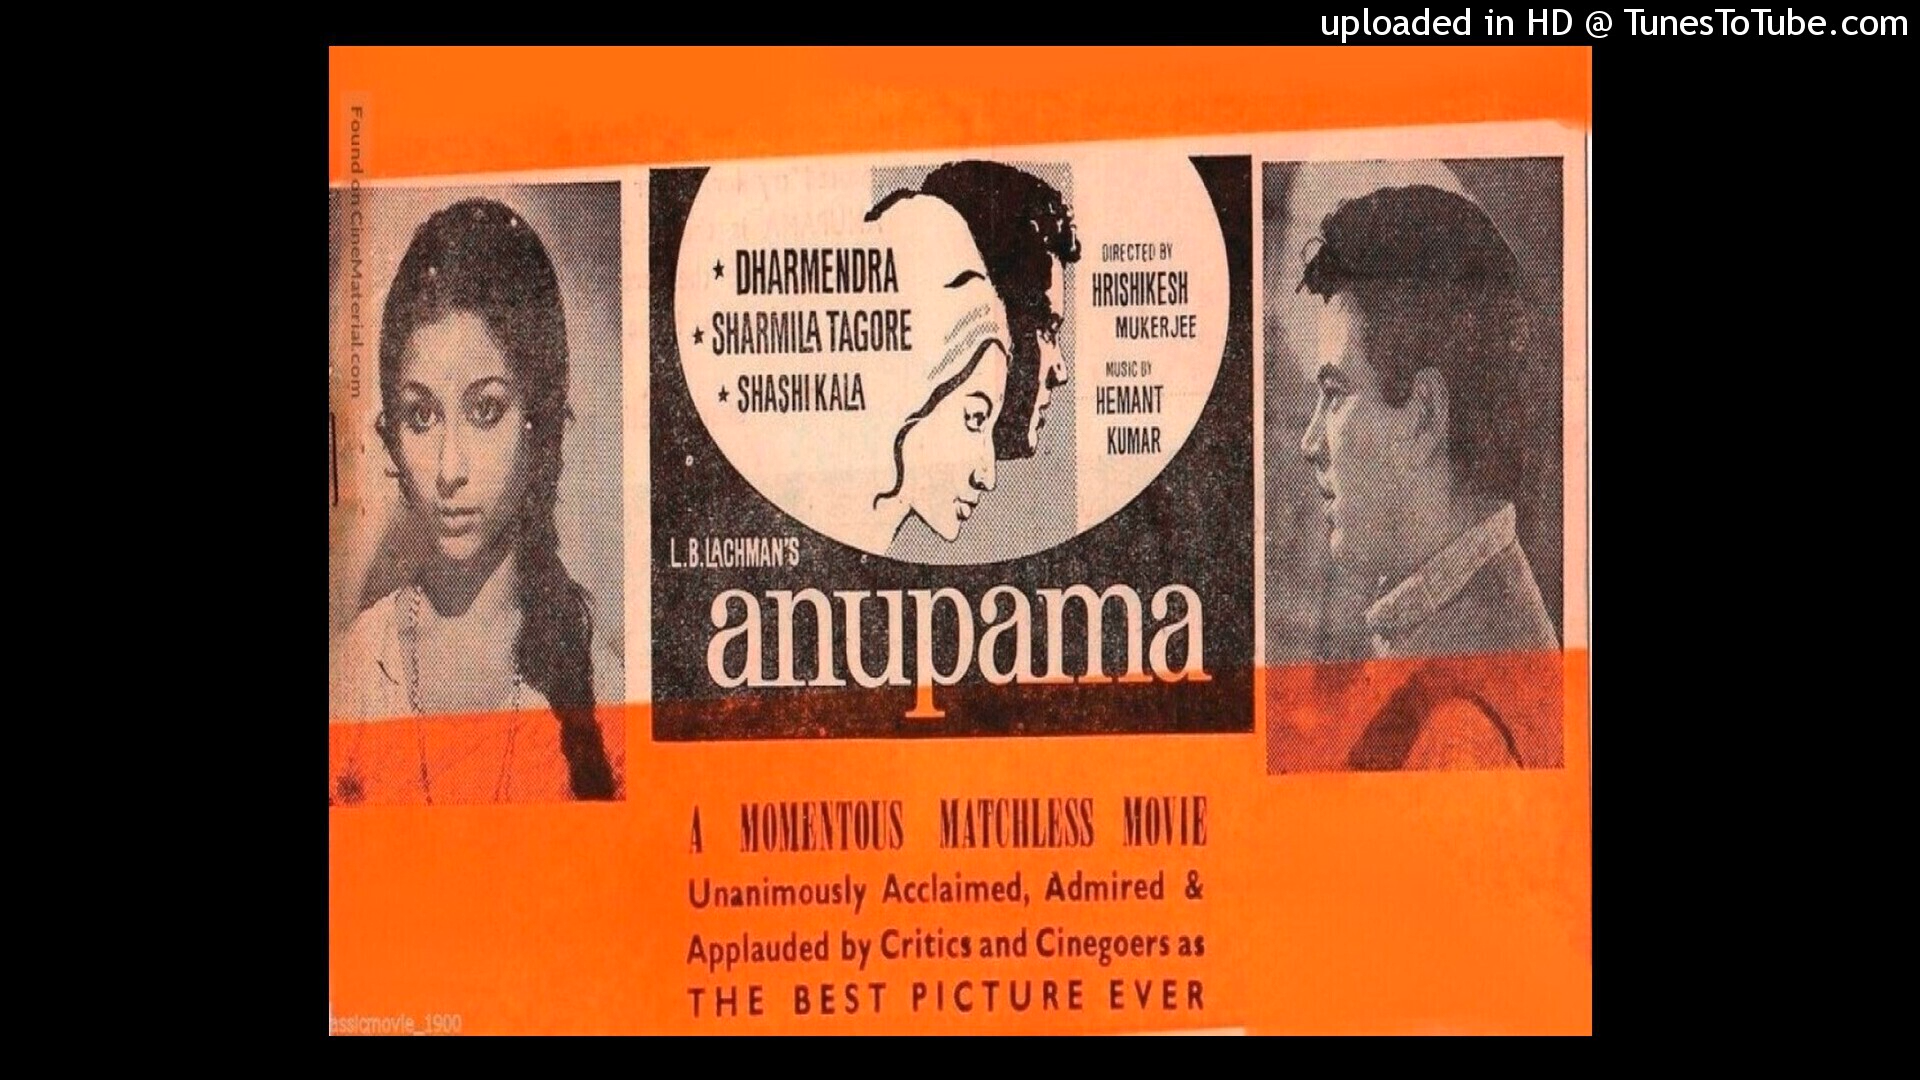 uploaded in HD @ TunesToTube.com
Found on CineMaterial.com
★ DHARMENDRA
★ SHARMILA TAGORE
★ SHASHIKALA
DIRECTED BY
HRISHIKESH
MUKERJEE
MUSIC BY
HEMANT
KUMAR
L.B.LACHMAN'S
anupama
A MOMENTOUS MATCHLESS MOVIE
Unanimously Acclaimed, Admired &
Applauded by Critics and Cinegoers as
THE BEST PICTURE EVER
assicmovie_1900